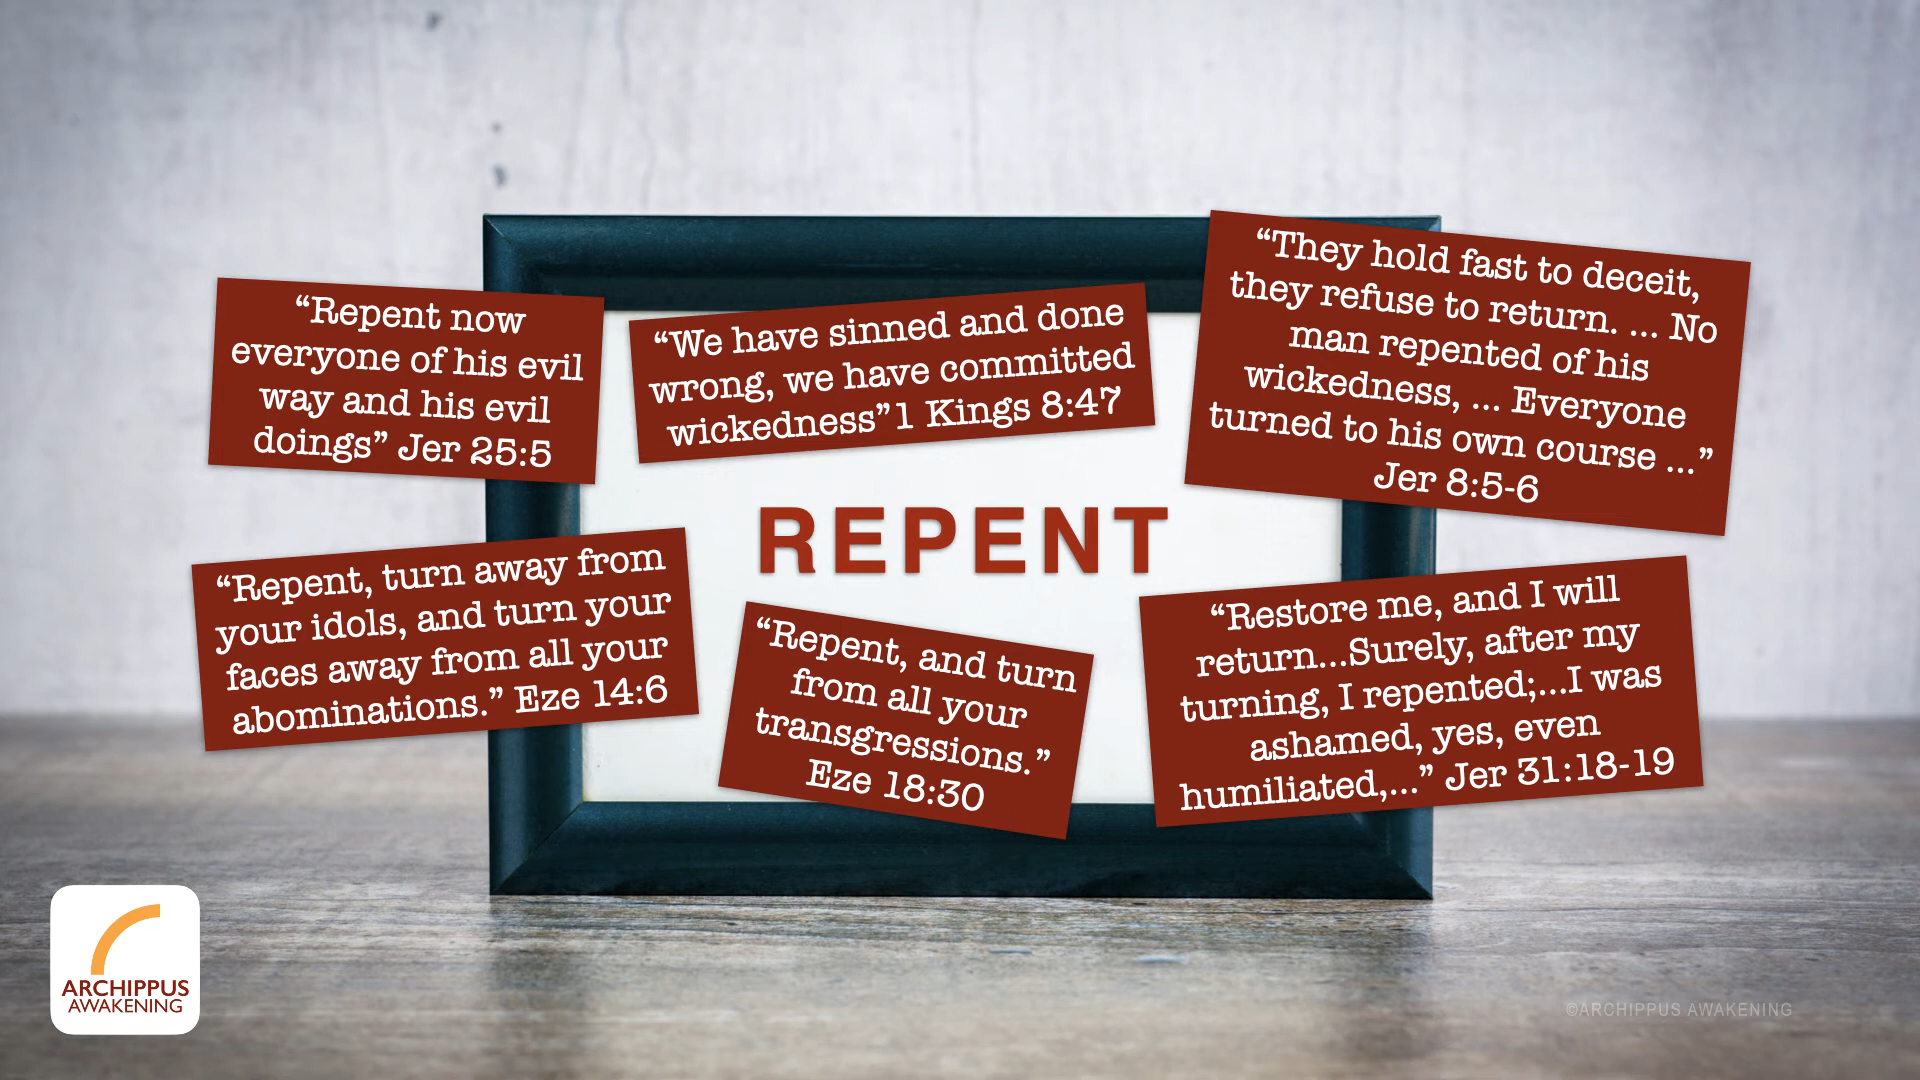 “Repent now
everyone of his evil
way and his evil
doings” Jer 25:5
“We have sinned and done
wrong, we have committed
wickedness”1 Kings 8:47
“They hold fast to deceit,
they refuse to return. ... No
man repented of his
wickedness, ... Everyone
turned to his own course ...”
Jer 8:5-6
REPENT
“Repent, turn away from
your idols, and turn your
faces away from all your
abominations.” Eze 14:6
“Repent, and turn
from all your
transgressions.”
Eze 18:30
“Restore me, and I will
return...Surely, after my
turning, I repented;...I was
ashamed, yes, even
humiliated,...” Jer 31:18-19
ARCHIPPUS
AWAKENING
©ARCHIPPUS AWAKENING